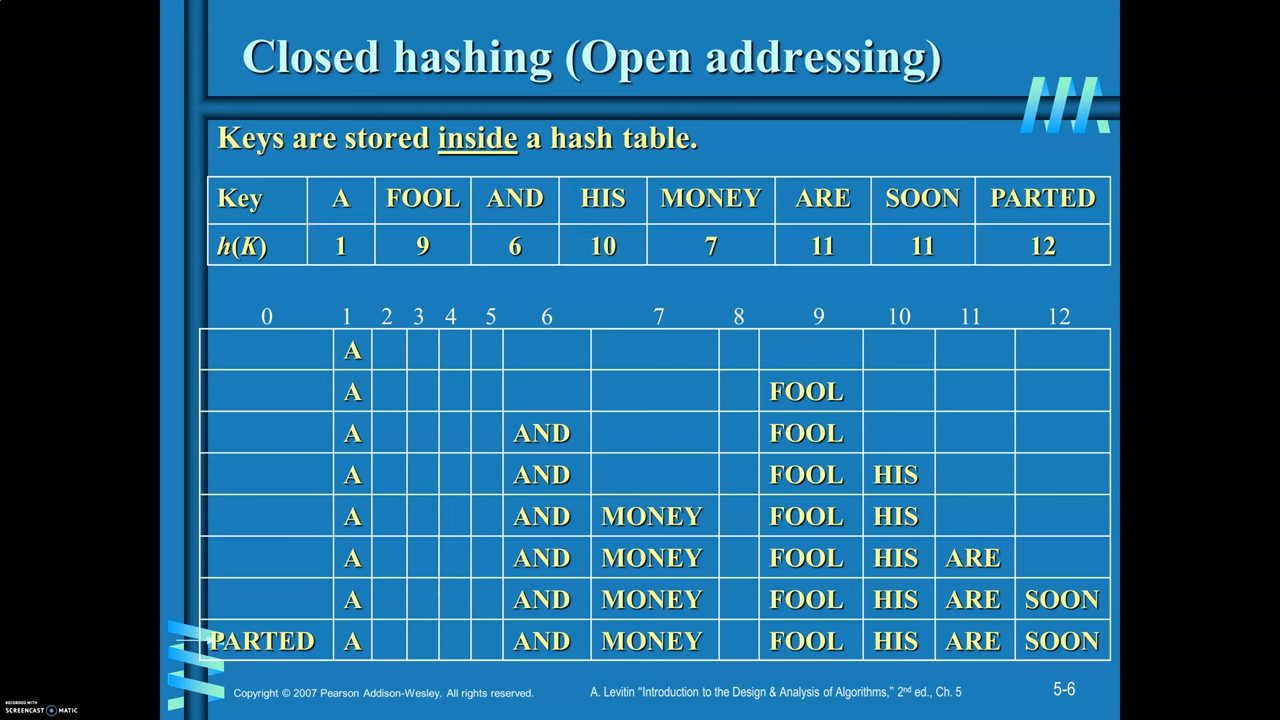 Closed hashing (Open addressing)
Keys are stored inside a hash table.
Key A FOOL AND HIS MONEY ARE SOON PARTED
h(K) 1 9 6 10 7 11 11 12
0 1 2 3 4 5 6 7 8 9 10 11 12
A
A FOOL
A AND FOOL
A AND FOOL HIS
A AND MONEY FOOL HIS
A AND MONEY FOOL HIS ARE
A AND MONEY FOOL HIS ARE SOON
PARTED A AND MONEY FOOL HIS ARE SOON
Copyright © 2007 Pearson Addison-Wesley. All rights reserved. A. Levitin “Introduction to the Design & Analysis of Algorithms,” 2nd ed., Ch. 5 5-6
RECORDED WITH
SCREENCAST MATIC